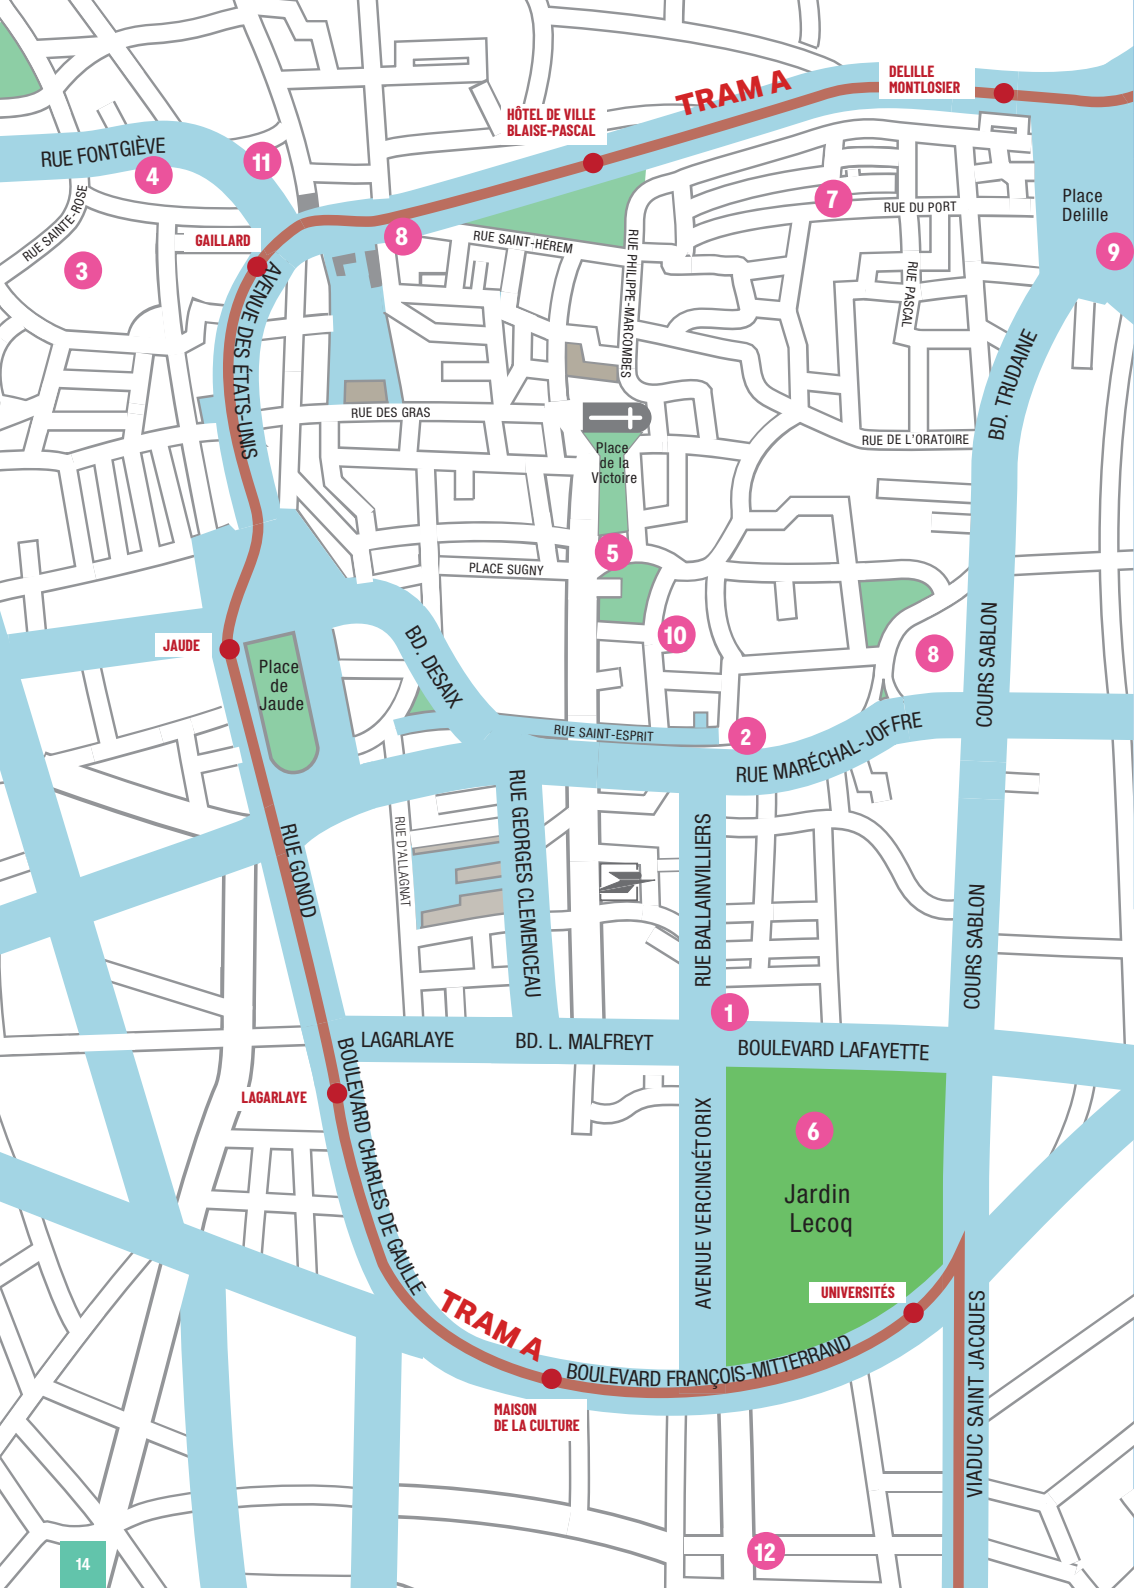 TRAM A
DELILLE
MONTLOSIER
HÔTEL DE VILLE
BLAISE-PASCAL
RUE FONTGIÈVE
11
4
RUE SAINTE-ROSE
7
RUE DU PORT
Place
Delille
GAILLARD
8
RUE SAINT-HÉREM
9
3
RUE PHILIPPE-MARCOMBES
RUE PASCAL
AVENUE DES ÉTATS-UNIS
BD. TRUDAINE
RUE DES GRAS
RUE DE L'ORATOIRE
Place
de la
Victoire
5
PLACE SUGNY
JAUDE
Place
de
Jaude
BD. DESAIX
10
8
COURS SABLON
RUE SAINT-ESPRIT
2
RUE MARÉCHAL-JOFFRE
RUE GONOD
RUE D'ALLAGNAT
RUE GEORGES CLEMENCEAU
RUE BALLAINVILLIERS
COURS SABLON
1
LAGARLAYE
BD. L. MALFREYT
BOULEVARD LAFAYETTE
LAGARLAYE
BOULEVARD CHARLES DE GAULLE
AVENUE VERCINGÉTORIX
6
Jardin
Lecoq
UNIVERSITÉS
TRAM A
BOULEVARD FRANÇOIS-MITTERRAND
VIADUC SAINT JACQUES
MAISON
DE LA CULTURE
12
14